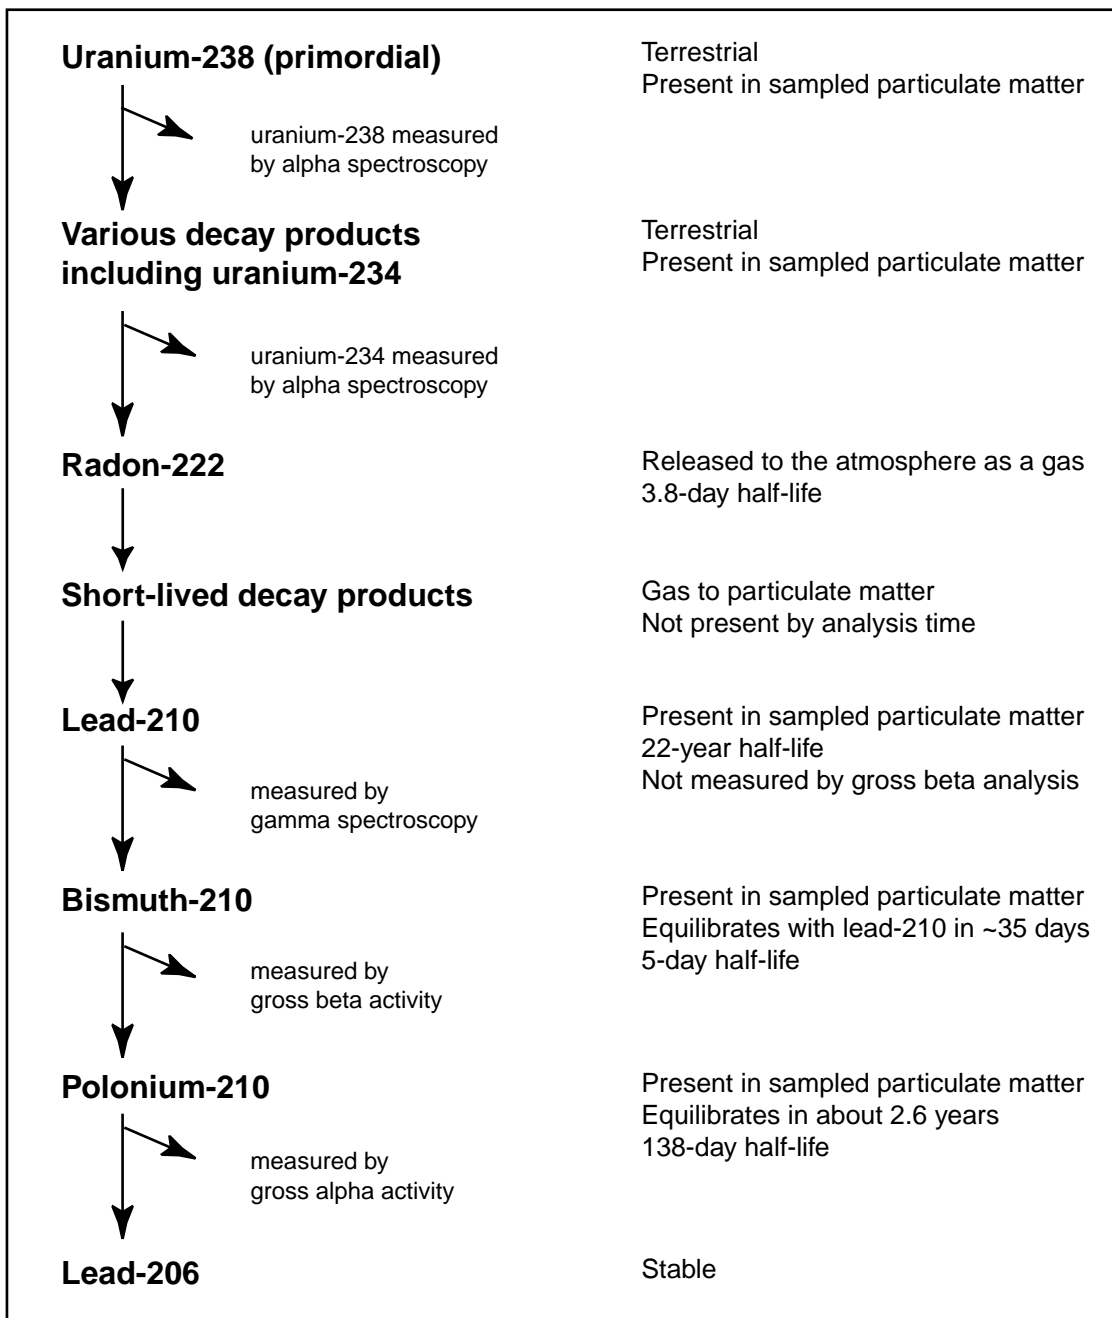 Uranium-238 (primordial)
Terrestrial
Present in sampled particulate matter
uranium-238 measured
by alpha spectroscopy
Various decay products
including uranium-234
Terrestrial
Present in sampled particulate matter
uranium-234 measured
by alpha spectroscopy
Radon-222
Released to the atmosphere as a gas
3.8-day half-life
Short-lived decay products
Gas to particulate matter
Not present by analysis time
Lead-210
Present in sampled particulate matter
22-year half-life
Not measured by gross beta analysis
measured by
gamma spectroscopy
Bismuth-210
Present in sampled particulate matter
Equilibrates with lead-210 in ~35 days
5-day half-life
measured by
gross beta activity
Polonium-210
Present in sampled particulate matter
Equilibrates in about 2.6 years
138-day half-life
measured by
gross alpha activity
Lead-206
Stable